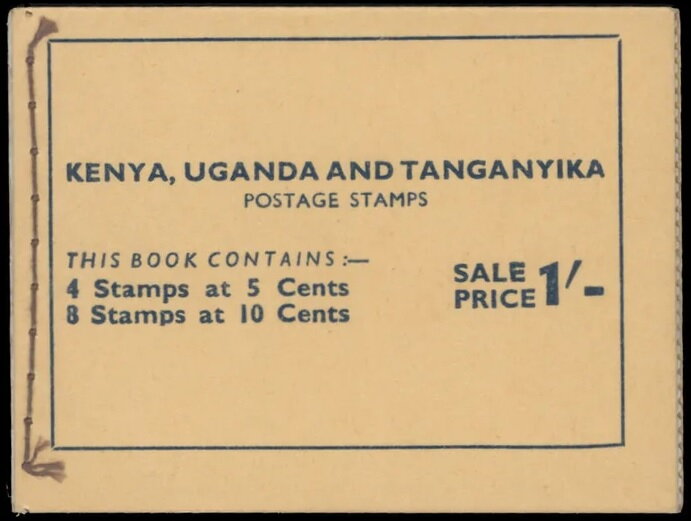 KENYA, UGANDA AND TANGANYIKA
POSTAGE STAMPS
THIS BOOK CONTAINS :—
4 Stamps at 5 Cents
8 Stamps at 10 Cents
SALE PRICE 1/-